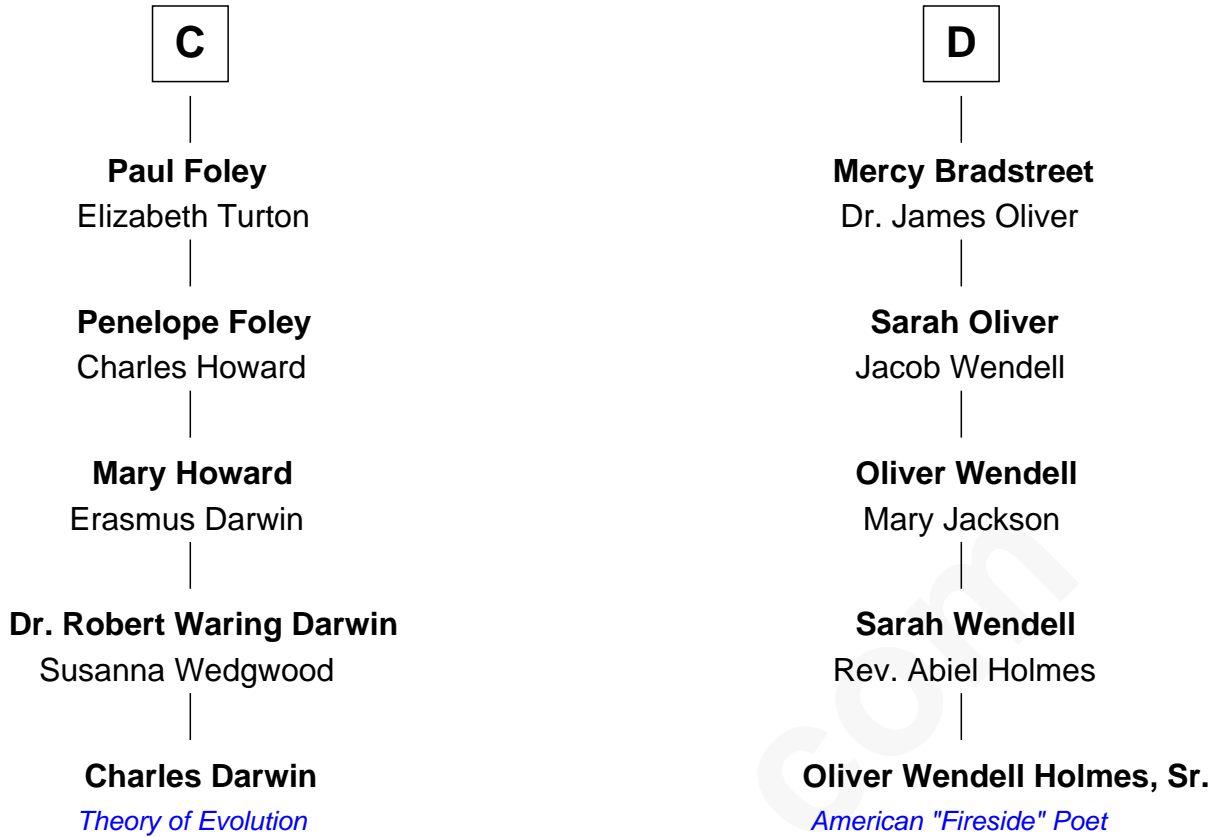 C
Paul Foley
Elizabeth Turton
Penelope Foley
Charles Howard
Mary Howard
Erasmus Darwin
Dr. Robert Waring Darwin
Susanna Wedgwood
Charles Darwin
Theory of Evolution
D
Mercy Bradstreet
Dr. James Oliver
Sarah Oliver
Jacob Wendell
Oliver Wendell
Mary Jackson
Sarah Wendell
Rev. Abiel Holmes
Oliver Wendell Holmes, Sr.
American "Fireside" Poet
com